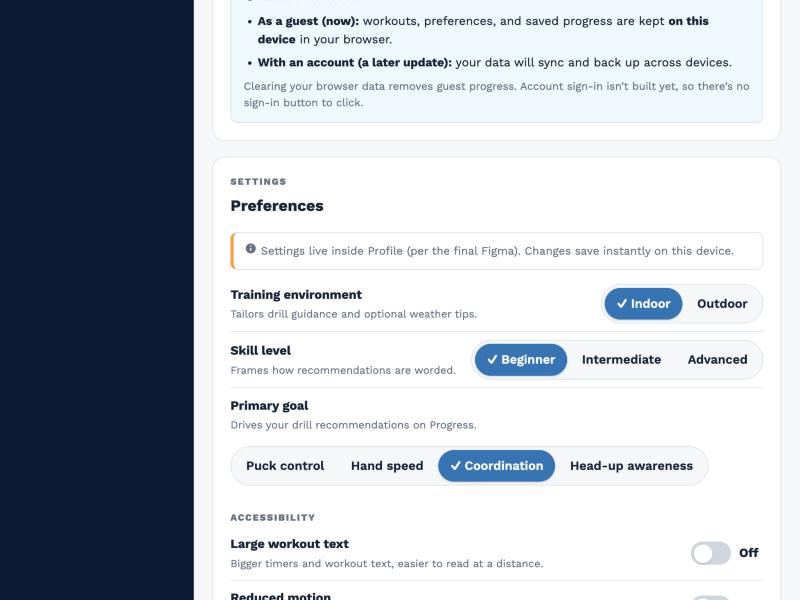 • As a guest (now): workouts, preferences, and saved progress are kept on this
device in your browser.
• With an account (a later update): your data will sync and back up across devices.
Clearing your browser data removes guest progress. Account sign-in isn't built yet, so there's no
sign-in button to click.
SETTINGS
Preferences
Settings live inside Profile (per the final Figma). Changes save instantly on this device.
Training environment
Tailors drill guidance and optional weather tips.
✓ Indoor Outdoor
Skill level
Frames how recommendations are worded.
✓ Beginner Intermediate Advanced
Primary goal
Drives your drill recommendations on Progress.
Puck control Hand speed ✓ Coordination Head-up awareness
ACCESSIBILITY
Large workout text
Bigger timers and workout text, easier to read at a distance.
Off
Reduced motion